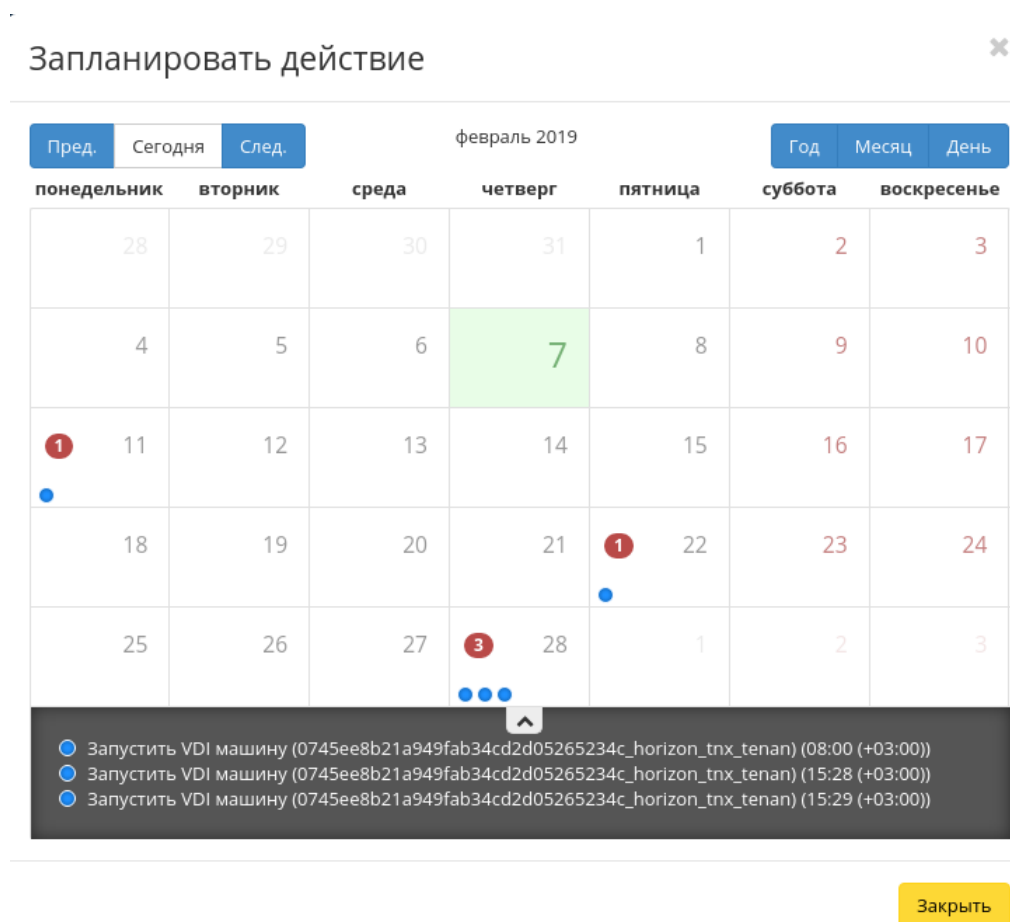 Запланировать действие
×
Пред. Сегодня След. февраль 2019 Год Месяц День
понедельник вторник среда четверг пятница суббота воскресенье
28 29 30 31 1 2 3
4 5 6 7 8 9 10
1 11 12 13 14 15 16 17
18 19 20 21 1 22 23 24
25 26 27 3 28 1 2 3
Запустить VDI машину (0745ee8b21a949fab34cd2d05265234c_horizon_tnx_tenan) (08:00 (+03:00))
Запустить VDI машину (0745ee8b21a949fab34cd2d05265234c_horizon_tnx_tenan) (15:28 (+03:00))
Запустить VDI машину (0745ee8b21a949fab34cd2d05265234c_horizon_tnx_tenan) (15:29 (+03:00))
Закрыть